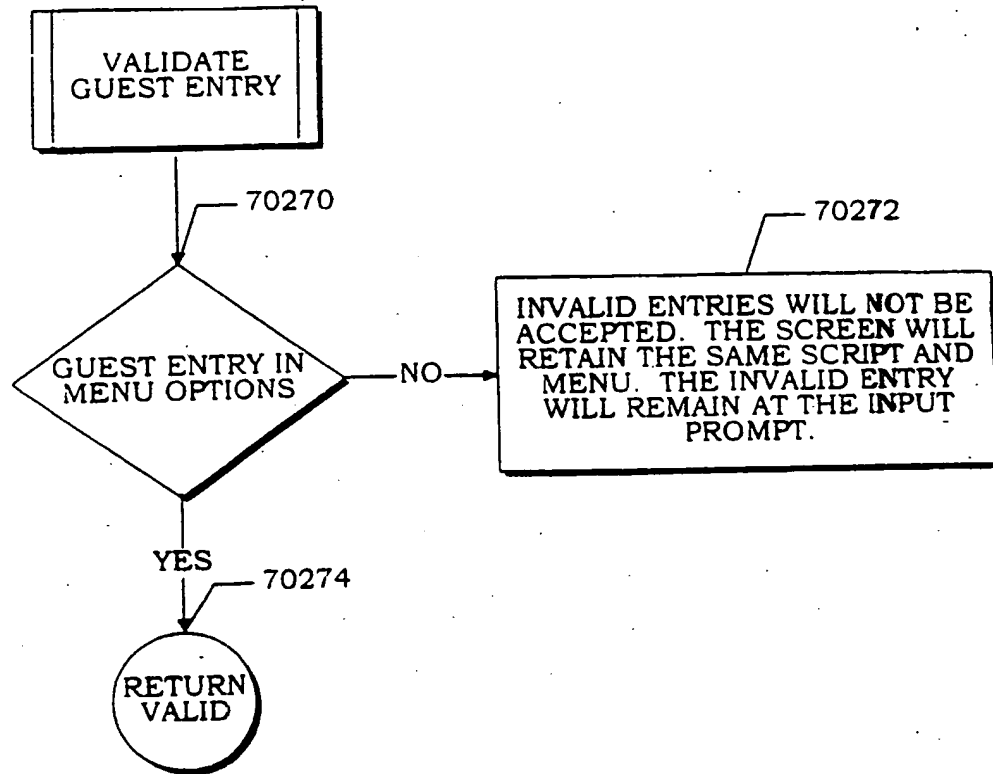 VALIDATE
GUEST ENTRY
70270
70272
GUEST ENTRY IN
MENU OPTIONS
NO
INVALID ENTRIES WILL NOT BE
ACCEPTED. THE SCREEN WILL
RETAIN THE SAME SCRIPT AND
MENU. THE INVALID ENTRY
WILL REMAIN AT THE INPUT
PROMPT.
YES
70274
RETURN
VALID